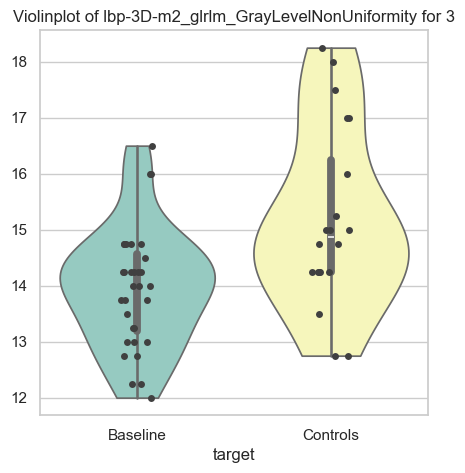 Violinplot of lbp-3D-m2_glrlm_GrayLevelNonUniformity for 3
18
17
16
15
14
13
12
Baseline
Controls
target